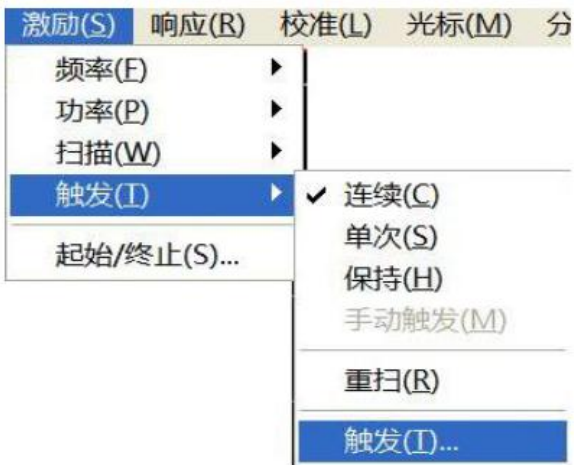 激励(S) 响应(R) 校准(L) 光标(M) 分
频率(F)
功率(P)
扫描(W)
触发(T)
起始/终止(S)...
连续(C)
单次(S)
保持(H)
手动触发(M)
重扫(R)
触发(T)...